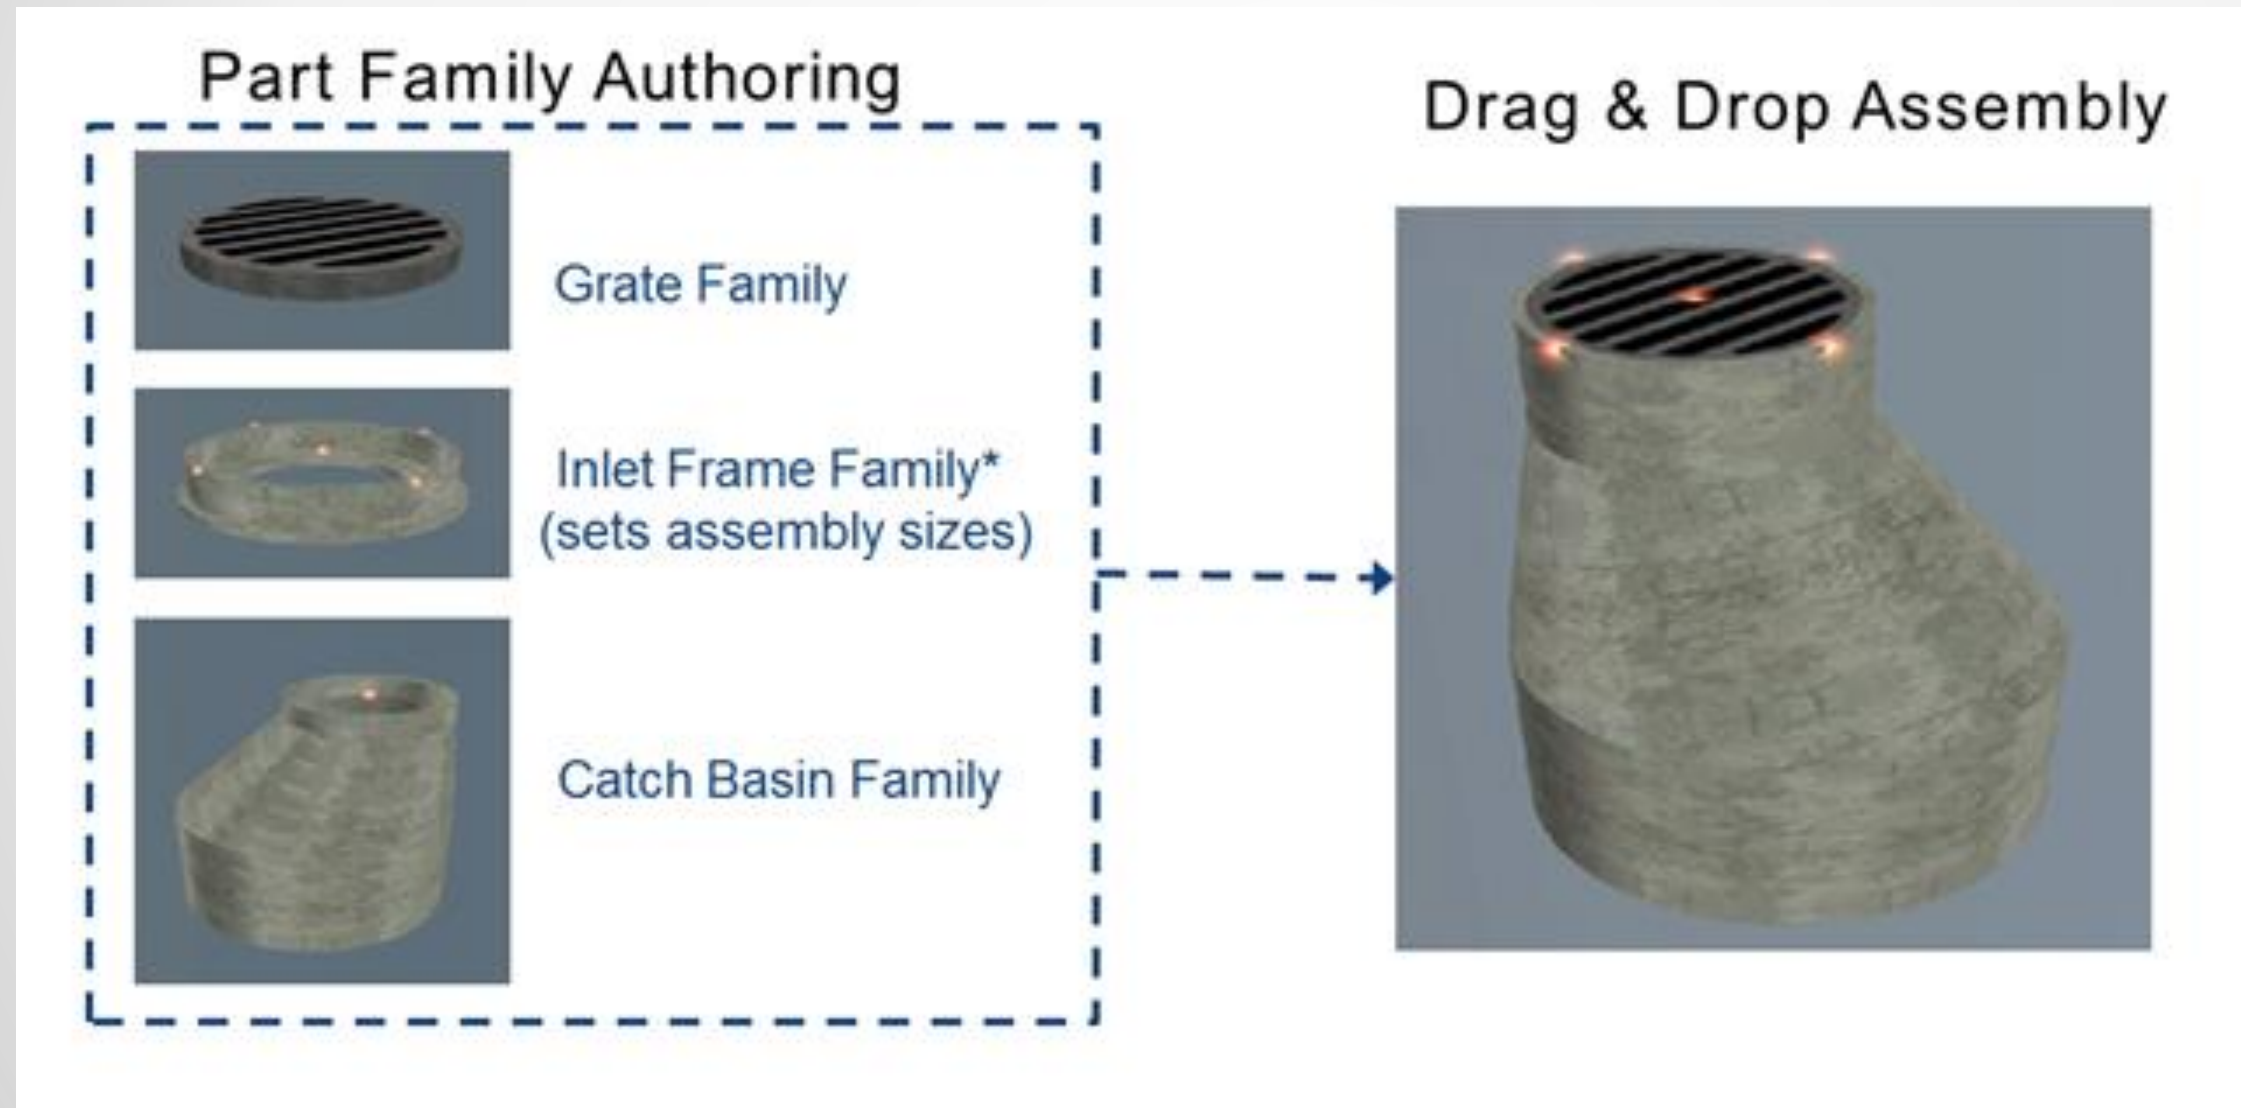 Part Family Authoring
Drag & Drop Assembly
Grate Family
Inlet Frame Family*
(sets assembly sizes)
Catch Basin Family